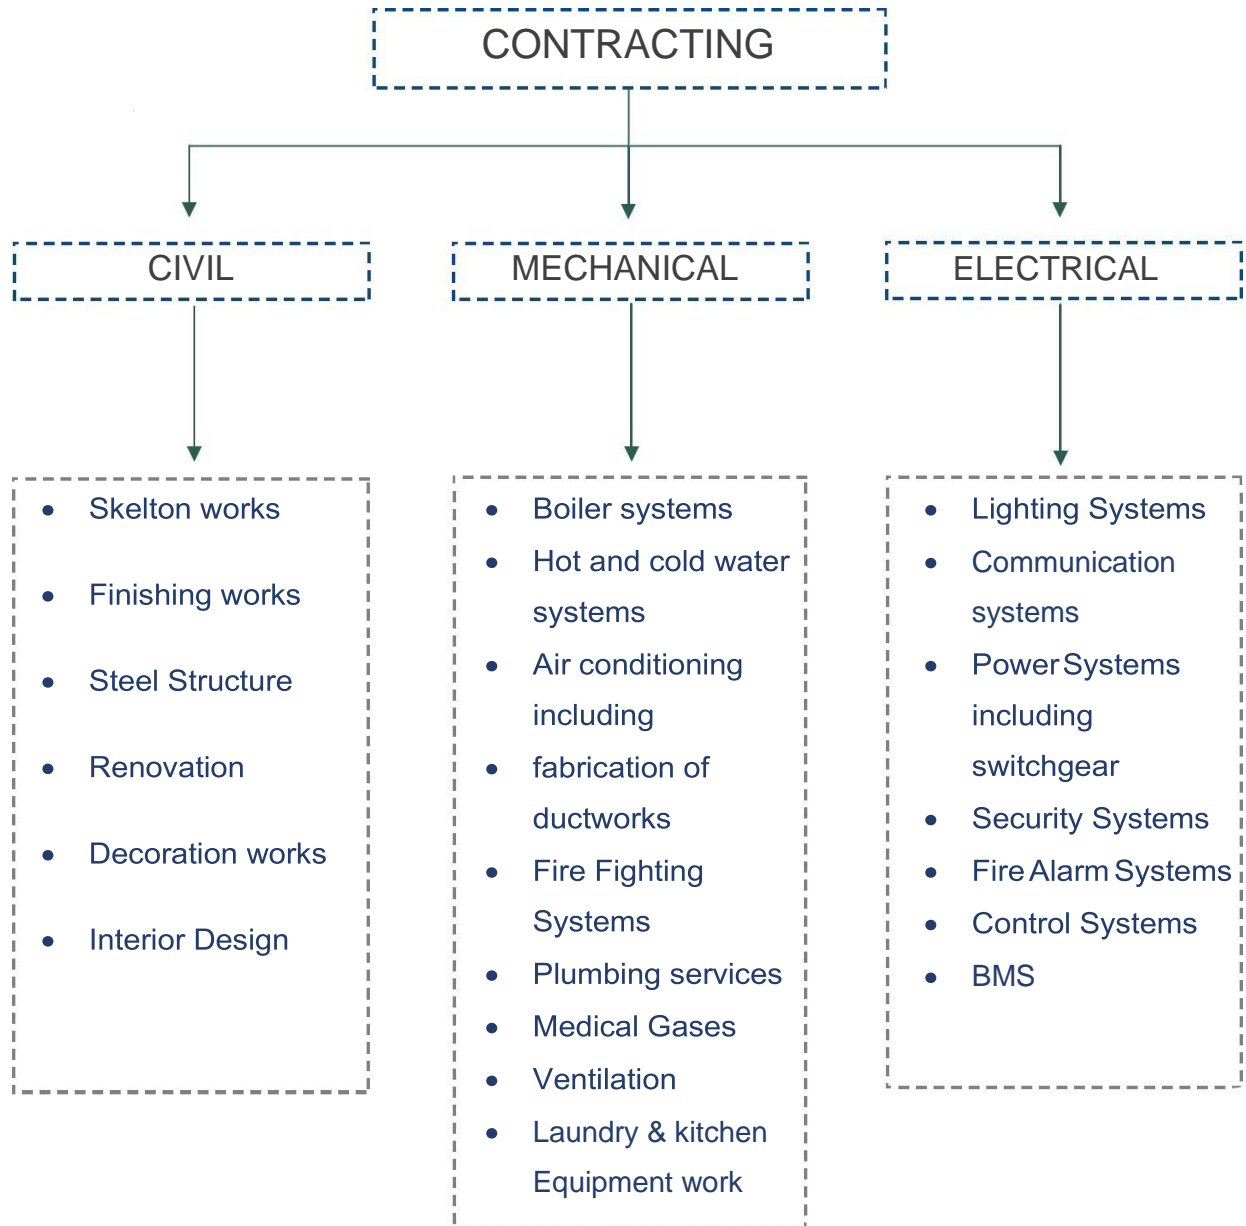 CONTRACTING
CIVIL
MECHANICAL
ELECTRICAL
• Skelton works
• Finishing works
• Steel Structure
• Renovation
• Decoration works
• Interior Design
• Boiler systems
• Hot and cold water
systems
• Air conditioning
including
• fabrication of
ductworks
• Fire Fighting
Systems
• Plumbing services
• Medical Gases
• Ventilation
• Laundry & kitchen
Equipment work
• Lighting Systems
• Communication
systems
• Power Systems
including
switchgear
• Security Systems
• Fire Alarm Systems
• Control Systems
• BMS